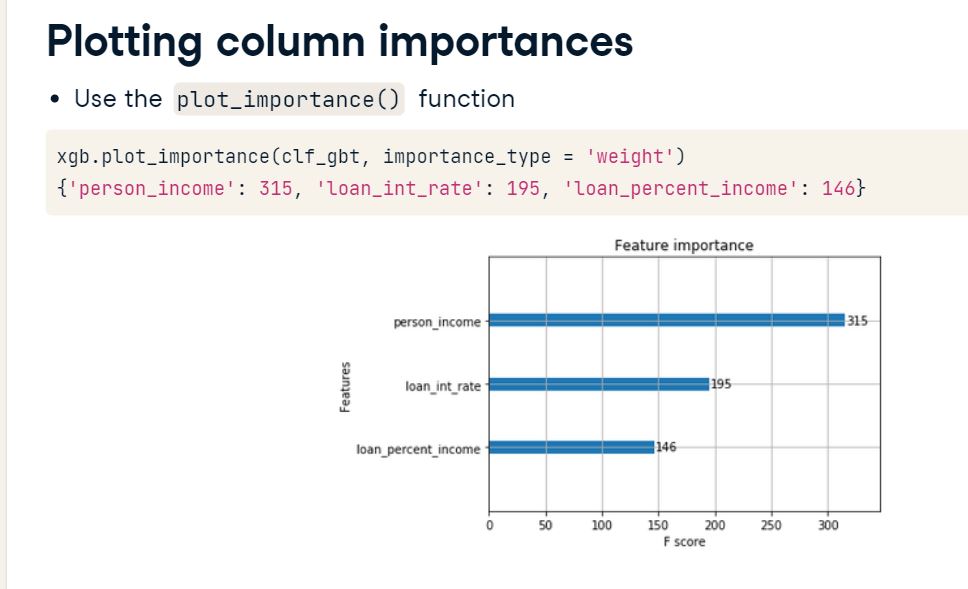 Plotting column importances
• Use the plot_importance() function
xgb.plot_importance(clf_gbt, importance_type = 'weight')
{'person_income': 315, 'loan_int_rate': 195, 'loan_percent_income': 146}
Feature importance
person_income 315
loan_int_rate 195
loan_percent_income 146
Features
0 50 100 150 200 250 300
F score